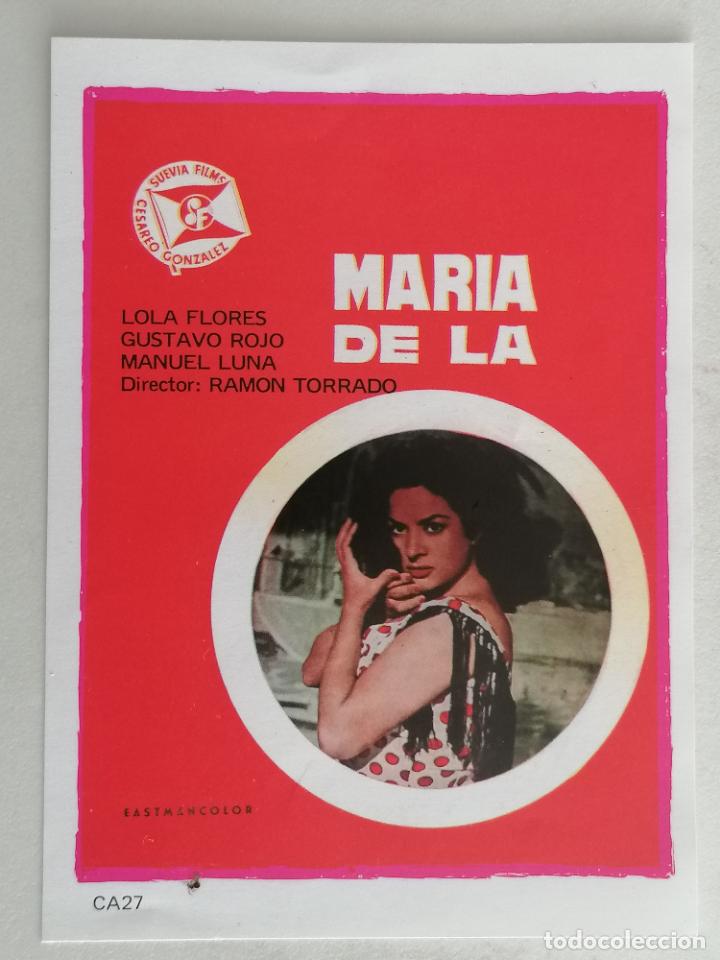 SUEVIA FILMS
CESAREO GONZALEZ
SF
MARIA
DE LA
LOLA FLORES
GUSTAVO ROJO
MANUEL LUNA
Director: RAMON TORRADO
EASTMANCOLOR
CA27
todocoleccion